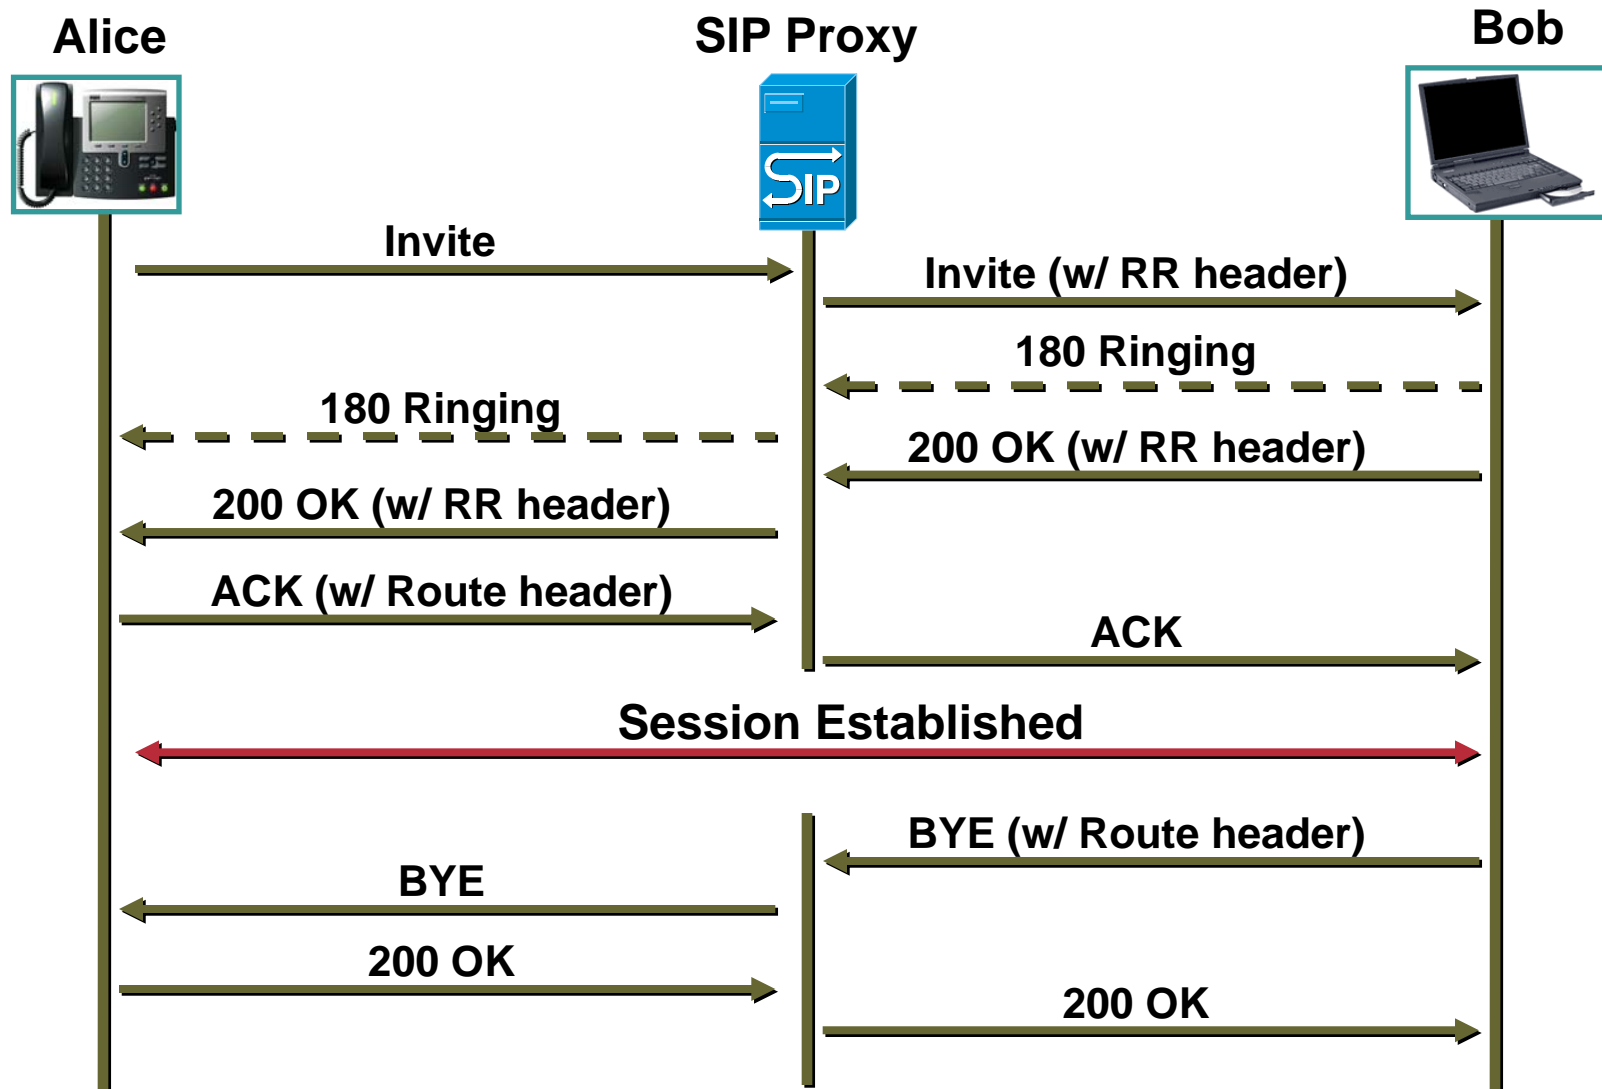 Alice
SIP Proxy
Bob
SIP
Invite
Invite (w/ RR header)
180 Ringing
180 Ringing
200 OK (w/ RR header)
200 OK (w/ RR header)
ACK (w/ Route header)
ACK
Session Established
BYE (w/ Route header)
BYE
200 OK
200 OK